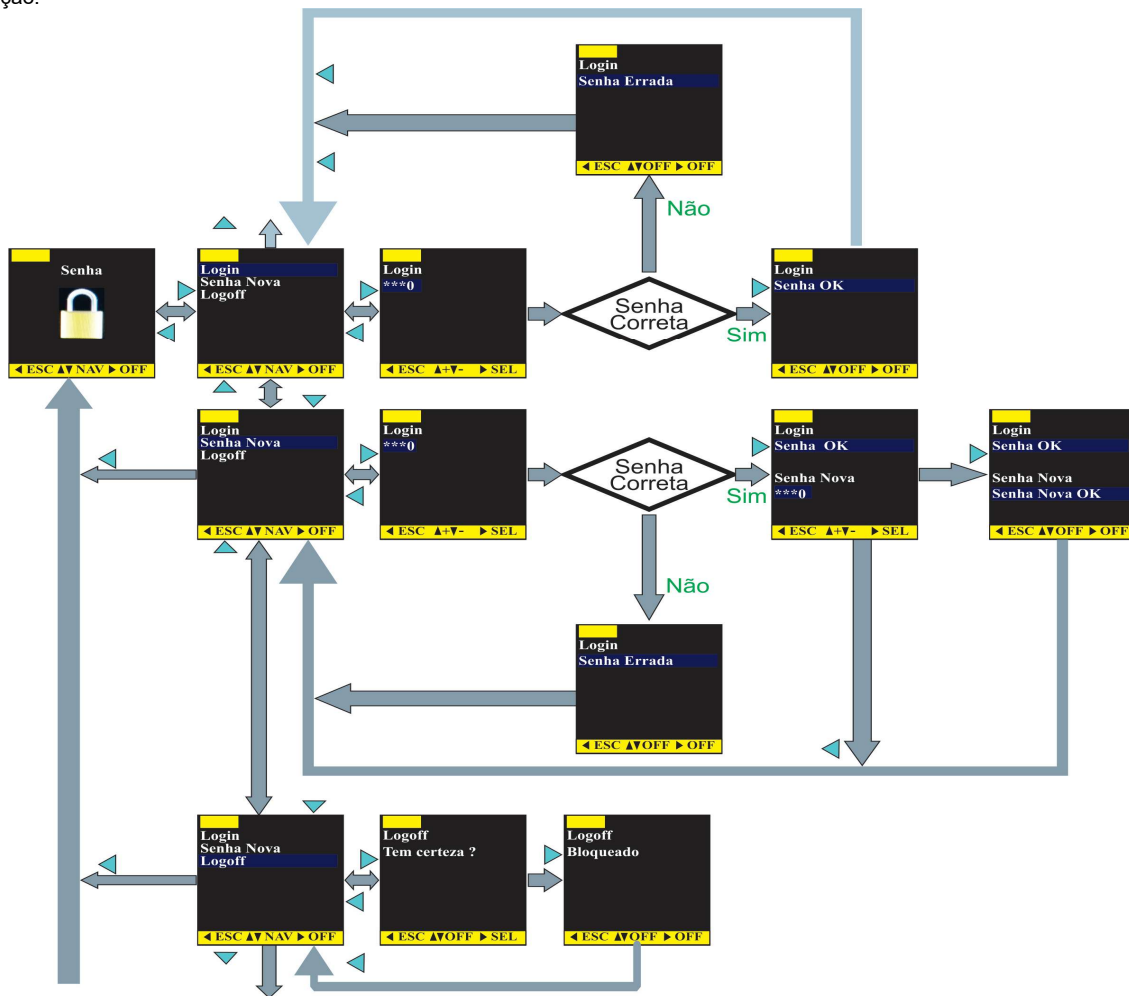 ção.
Login
Senha Errada
◄ ESC ▲▼OFF ► OFF
Não
Senha
◄ ESC ▲▼ NAV ► OFF
Login
Senha Nova
Logoff
◄ ESC ▲▼ NAV ► OFF
Login
***0
◄ ESC ▲+▼- ► SEL
Senha
Correta
Sim
Login
Senha OK
◄ ESC ▲▼OFF ► OFF
Login
Senha Nova
Logoff
◄ ESC ▲▼ NAV ► OFF
Login
***0
◄ ESC ▲+▼- ► SEL
Senha
Correta
Sim
Login
Senha OK
Senha Nova
***0
◄ ESC ▲+▼- ► SEL
Login
Senha OK
Senha Nova
Senha Nova OK
◄ ESC ▲▼OFF ► OFF
Não
Login
Senha Errada
◄ ESC ▲▼OFF ► OFF
Login
Senha Nova
Logoff
◄ ESC ▲▼ NAV ► OFF
Logoff
Tem certeza ?
◄ ESC ▲▼OFF ► SEL
Logoff
Bloqueado
◄ ESC ▲▼OFF ► OFF